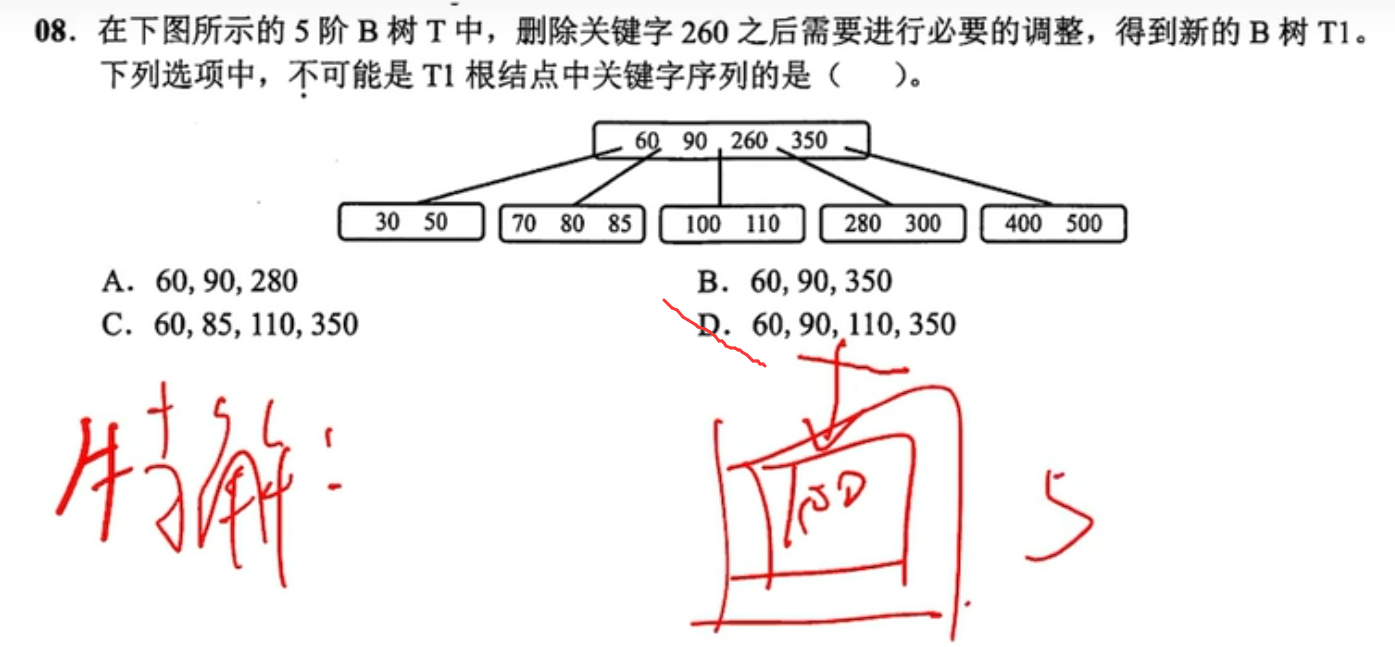 08. 在下图所示的 5 阶 B 树 T 中，删除关键字 260 之后需要进行必要的调整，得到新的 B 树 T1。
下列选项中，不可能是 T1 根结点中关键字序列的是（ ）。
60 90 260 350
30 50 70 80 85 100 110 280 300 400 500
A. 60, 90, 280 B. 60, 90, 350
C. 60, 85, 110, 350 D. 60, 90, 110, 350
特解：
5